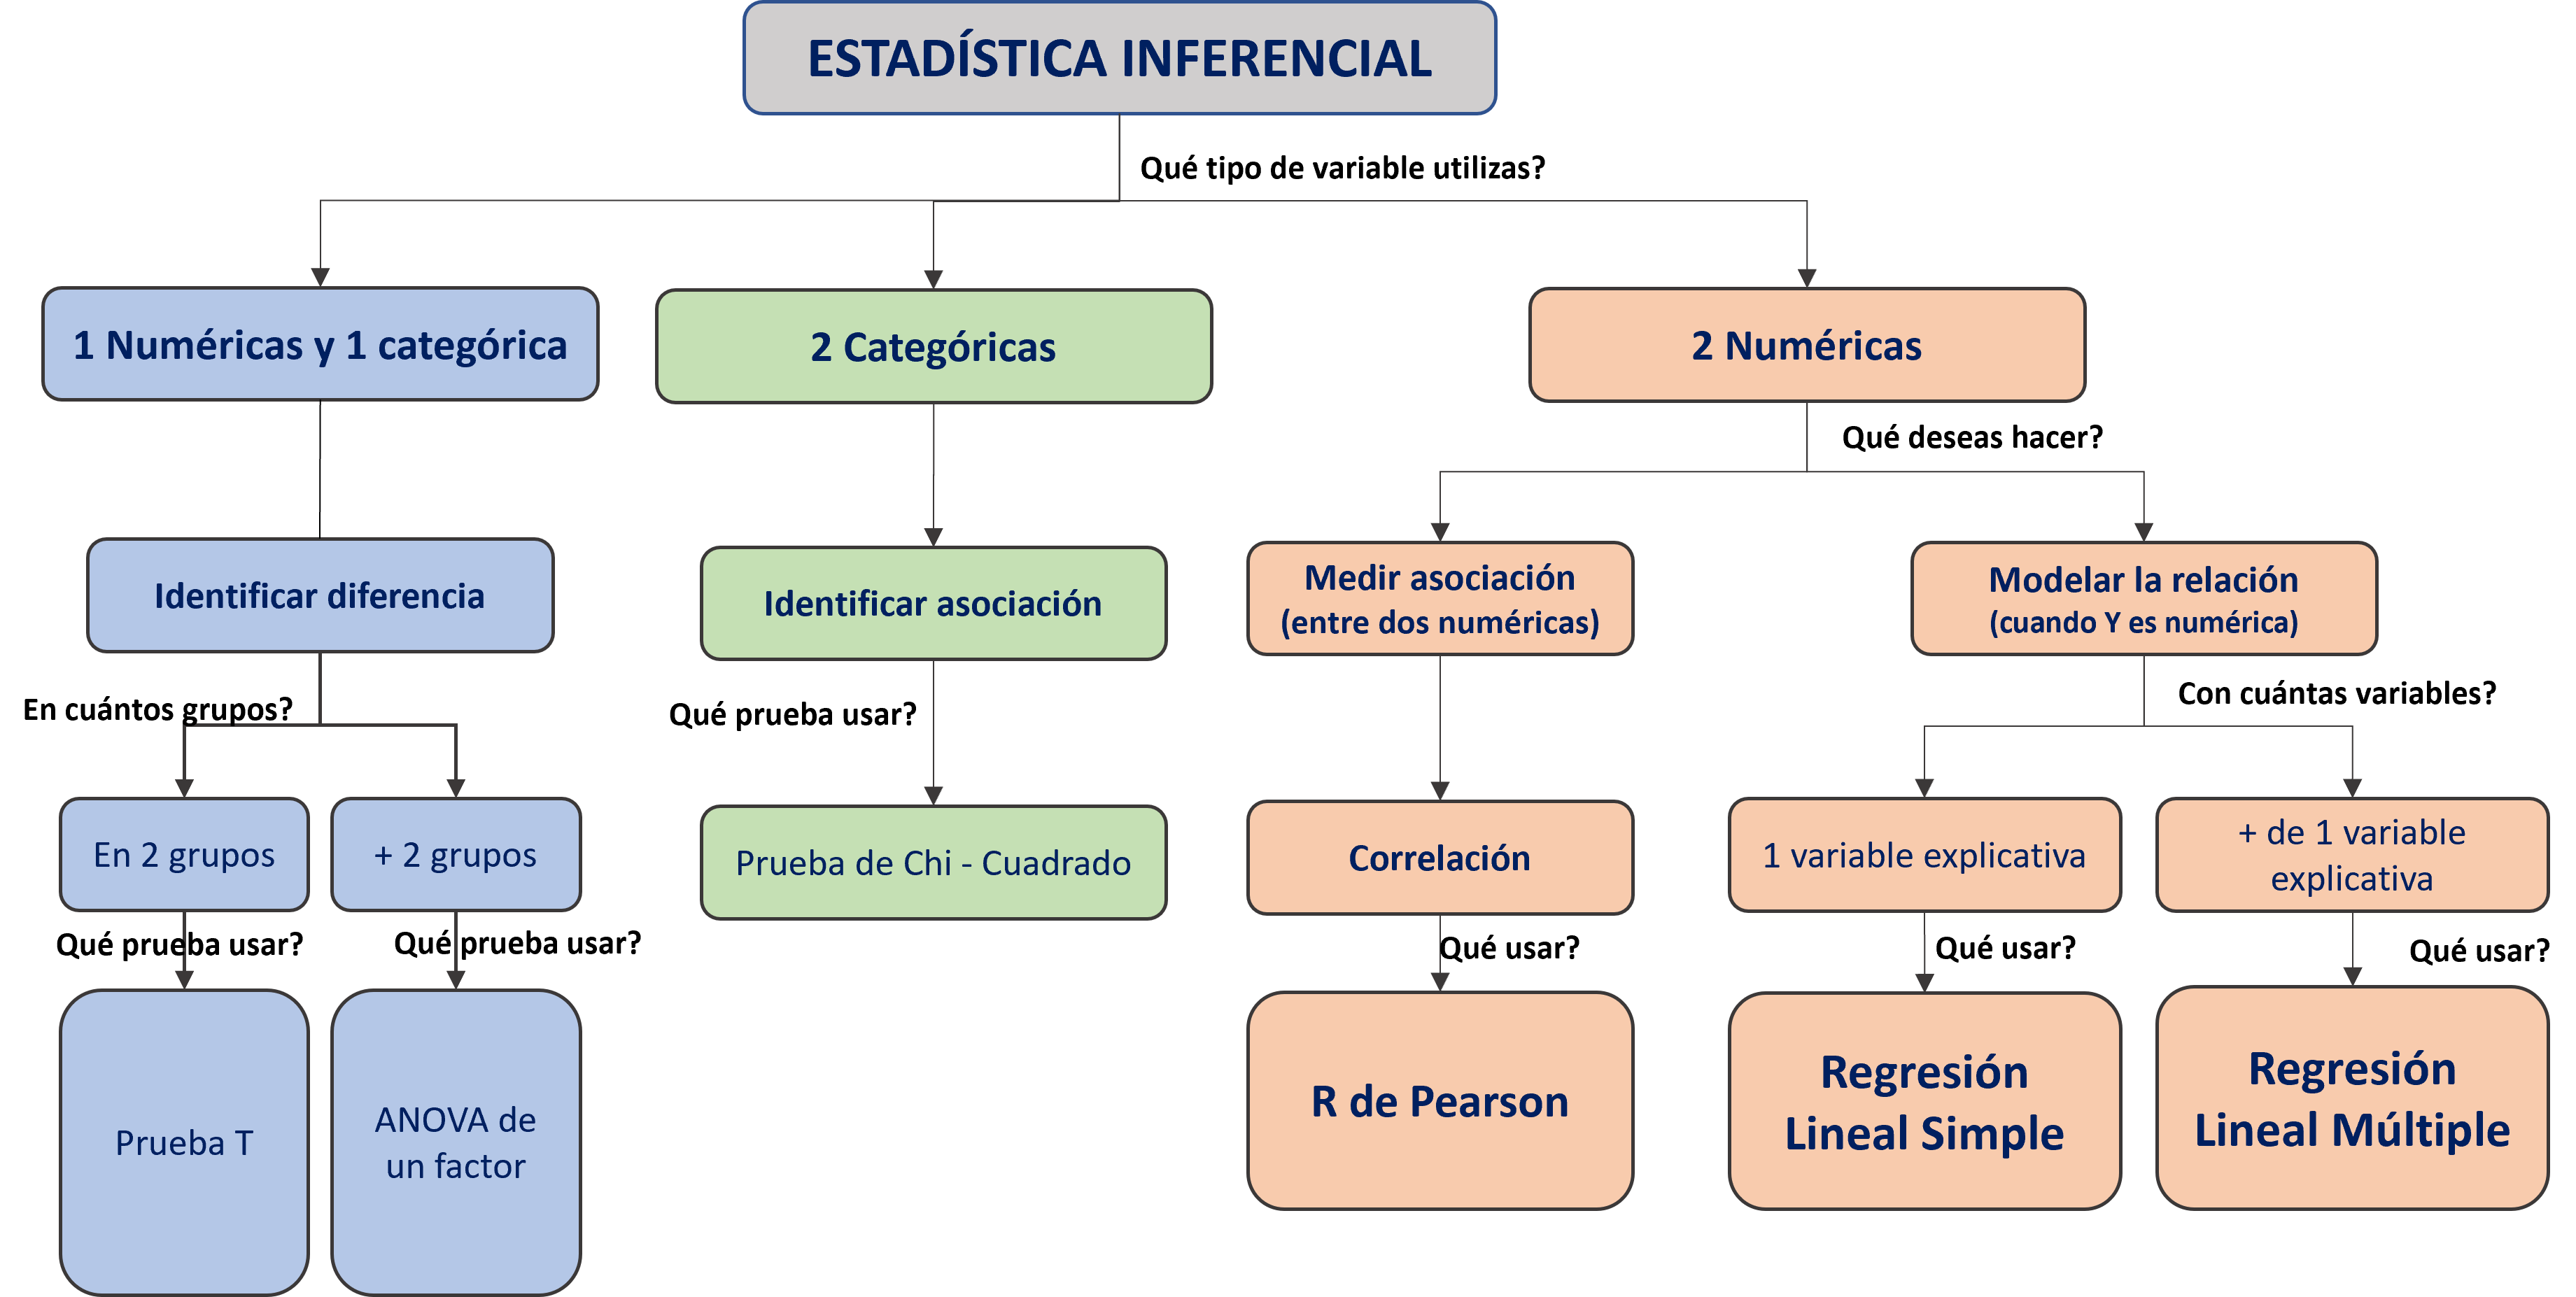 ESTADÍSTICA INFERENCIAL
Qué tipo de variable utilizas?
1 Numéricas y 1 categórica
2 Categóricas
2 Numéricas
Qué deseas hacer?
Identificar diferencia
Identificar asociación
Medir asociación
(entre dos numéricas)
Modelar la relación
(cuando Y es numérica)
En cuántos grupos?
Qué prueba usar?
Con cuántas variables?
En 2 grupos
+ 2 grupos
Prueba de Chi - Cuadrado
Correlación
1 variable explicativa
+ de 1 variable
explicativa
Qué prueba usar?
Qué prueba usar?
Qué usar?
Qué usar?
Qué usar?
Prueba T
ANOVA de
un factor
R de Pearson
Regresión
Lineal Simple
Regresión
Lineal Múltiple